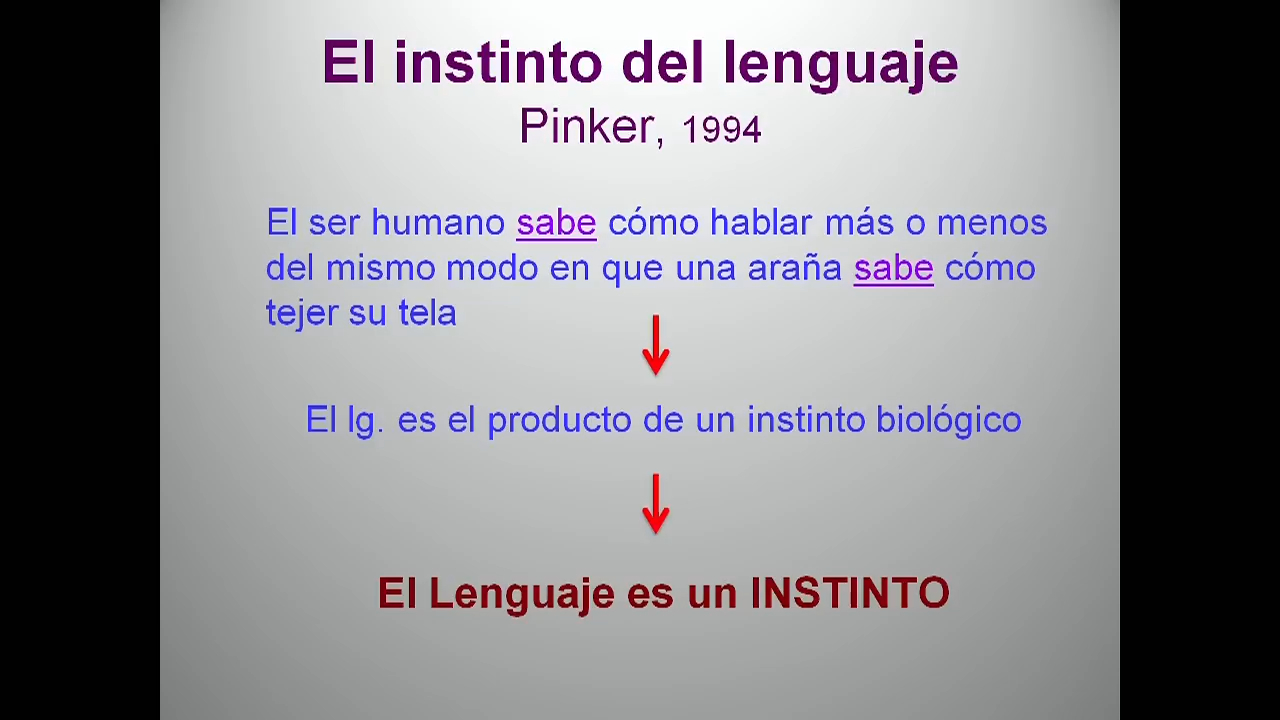 El instinto del lenguaje
Pinker, 1994
El ser humano sabe cómo hablar más o menos
del mismo modo en que una araña sabe cómo
tejer su tela
El lg. es el producto de un instinto biológico
El Lenguaje es un INSTINTO